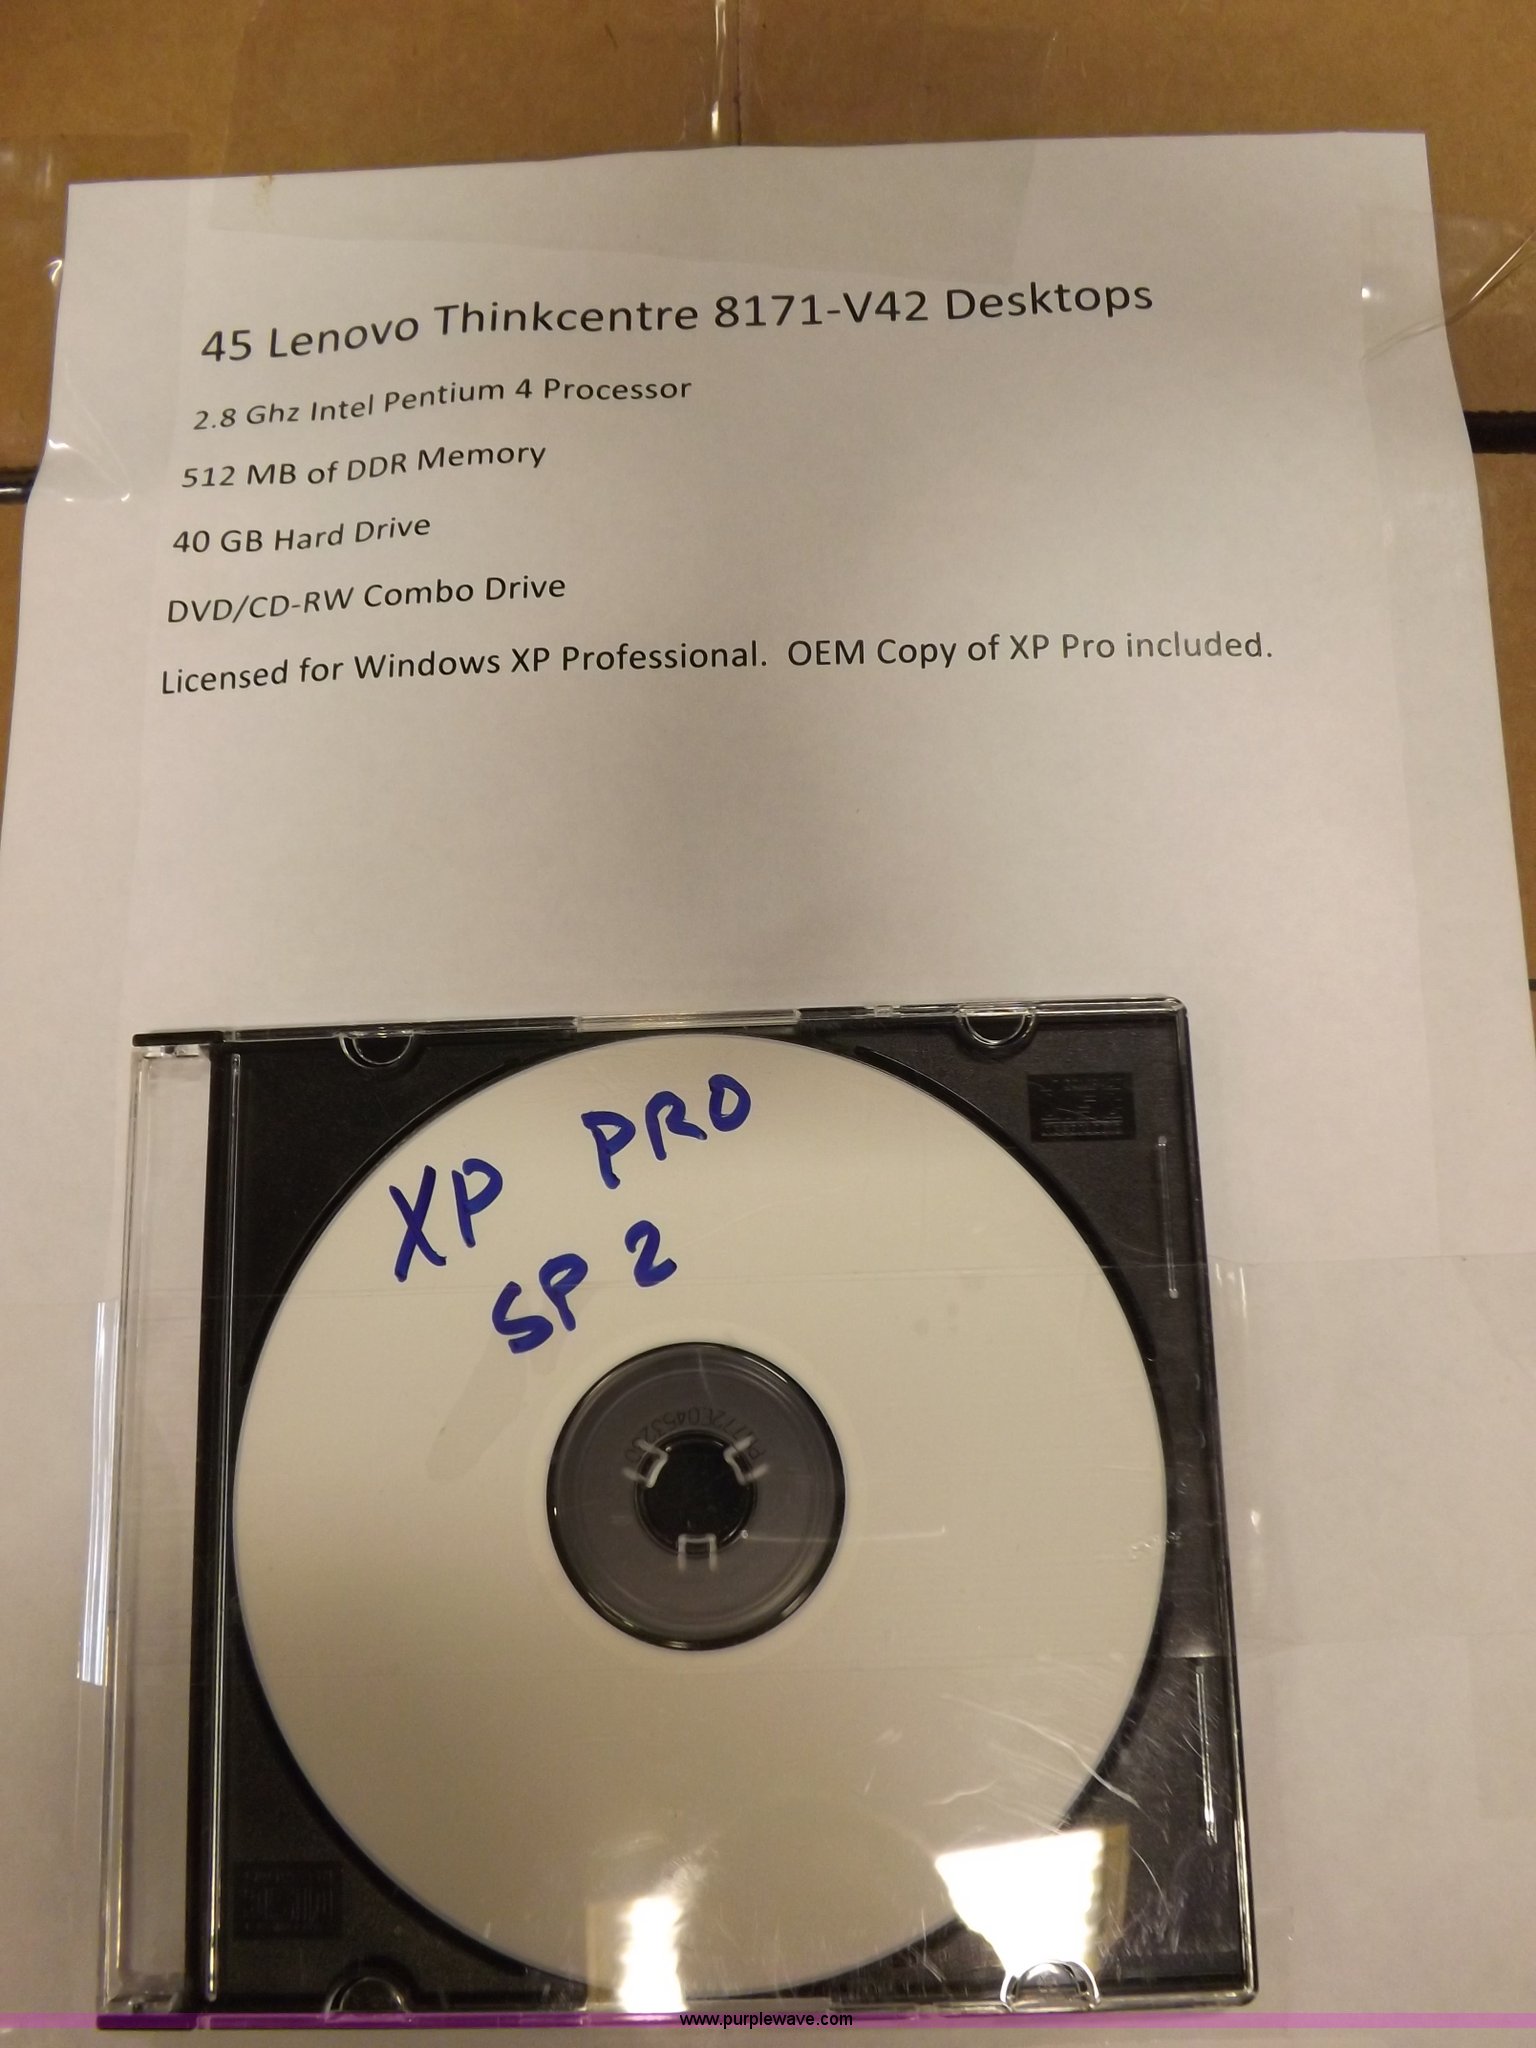 45 Lenovo Thinkcentre 8171-V42 Desktops
2.8 Ghz Intel Pentium 4 Processor
512 MB of DDR Memory
40 GB Hard Drive
DVD/CD-RW Combo Drive
Licensed for Windows XP Professional.  OEM Copy of XP Pro included.
XP PRO
SP 2
www.purplewave.com